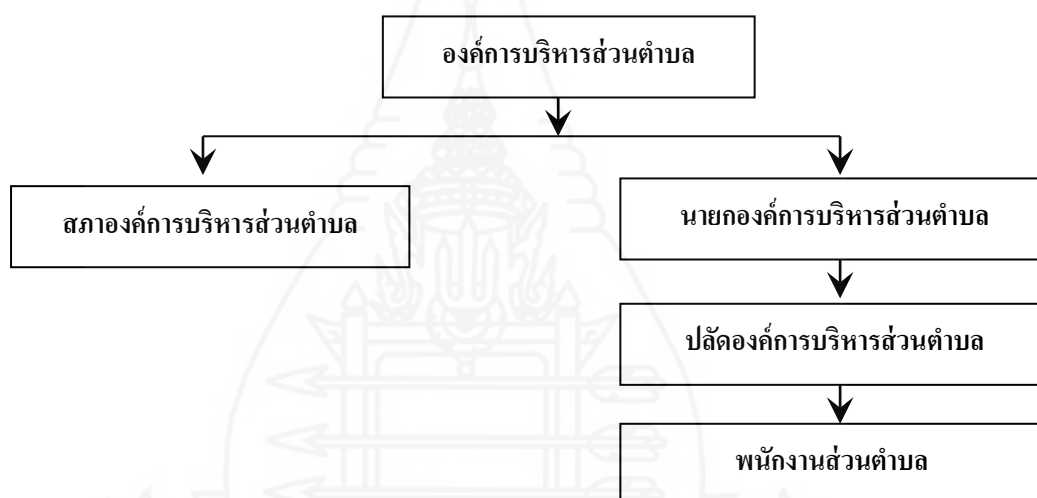 องค์การบริหารส่วนตำบล
สภาองค์การบริหารส่วนตำบล
นายกองค์การบริหารส่วนตำบล
ปลัดองค์การบริหารส่วนตำบล
พนักงานส่วนตำบล